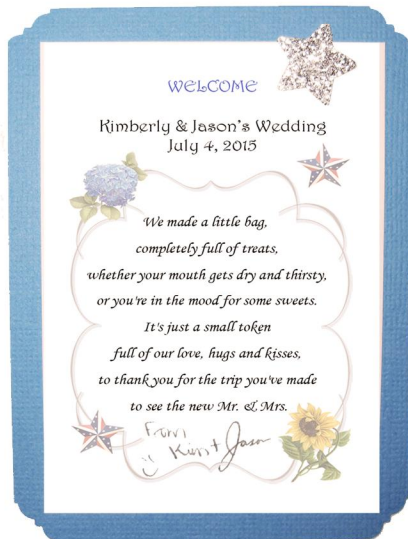 WELCOME
Kimberly & Jason's Wedding
July 4, 2015
We made a little bag,
completely full of treats,
whether your mouth gets dry and thirsty,
or you're in the mood for some sweets.
It's just a small token
full of our love, hugs and kisses,
to thank you for the trip you've made
to see the new Mr. & Mrs.
From
Jason